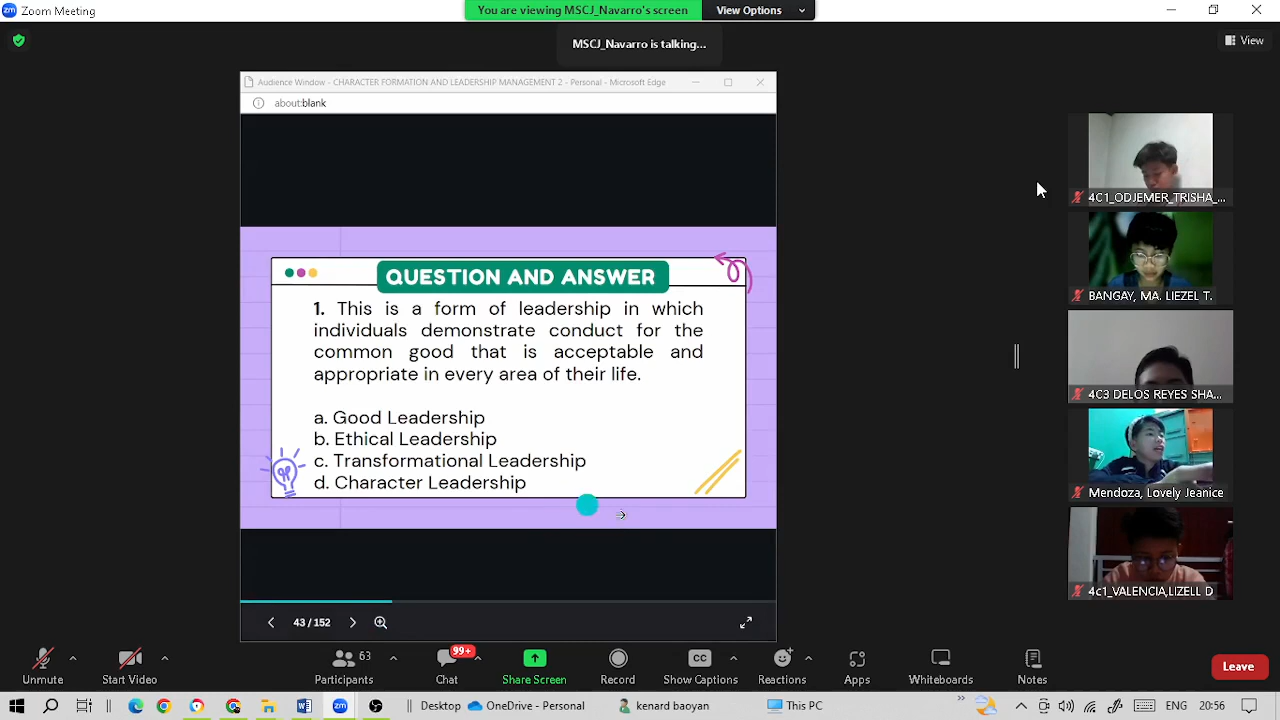 Zoom Meeting
You are viewing MSCJ_Navarro's screen
View Options
MSCJ_Navarro is talking...
View
Audience Window - CHARACTER FORMATION AND LEADERSHIP MANAGEMENT 2 - Personal - Microsoft Edge
about:blank
QUESTION AND ANSWER
1. This is a form of leadership in which
individuals demonstrate conduct for the
common good that is acceptable and
appropriate in every area of their life.
a. Good Leadership
b. Ethical Leadership
c. Transformational Leadership
d. Character Leadership
43 / 152
4C1_ODJEMER_TRISHA_...
BANGAY, MA. LIEZEL T.
4C3 DELOS REYES SHA...
Mendoza, Lovely Jeanice
4c1_VALENCIA,LIZELL D
Unmute
Start Video
63
Participants
99+
Chat
Share Screen
Record
CC
Show Captions
Reactions
Apps
Whiteboards
Notes
Leave
Desktop
OneDrive - Personal
kenard baoyan
This PC
ENG
20:56